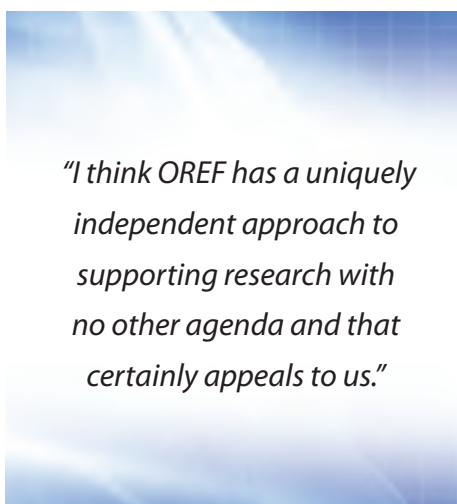 “I think OREF has a uniquely
independent approach to
supporting research with
no other agenda and that
certainly appeals to us.”